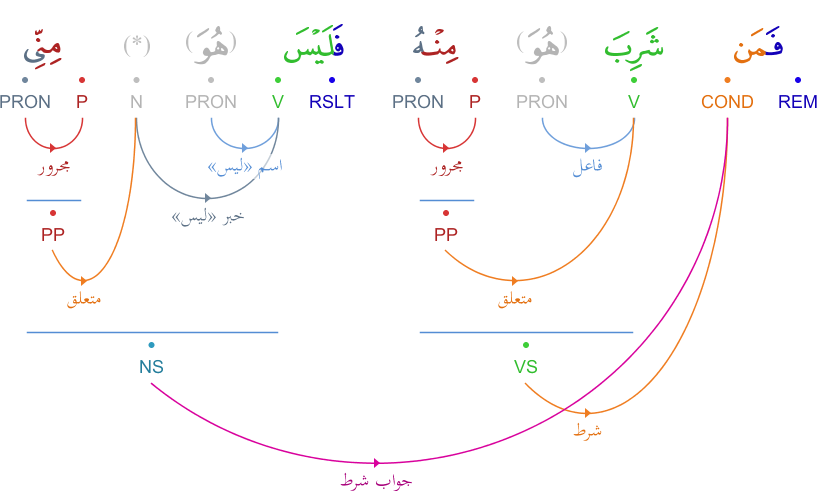 فَمَن شَرِبَ (هُوَ) مِنْهُ فَلَيْسَ (هُوَ) (*) مِنِّى
REM COND V PRON P PRON RSLT V PRON N P PRON
فاعل مجرور اسم «ليس» مجرور
خبر «ليس»
PP PP
متعلق متعلق
VS NS
شرط
جواب شرط